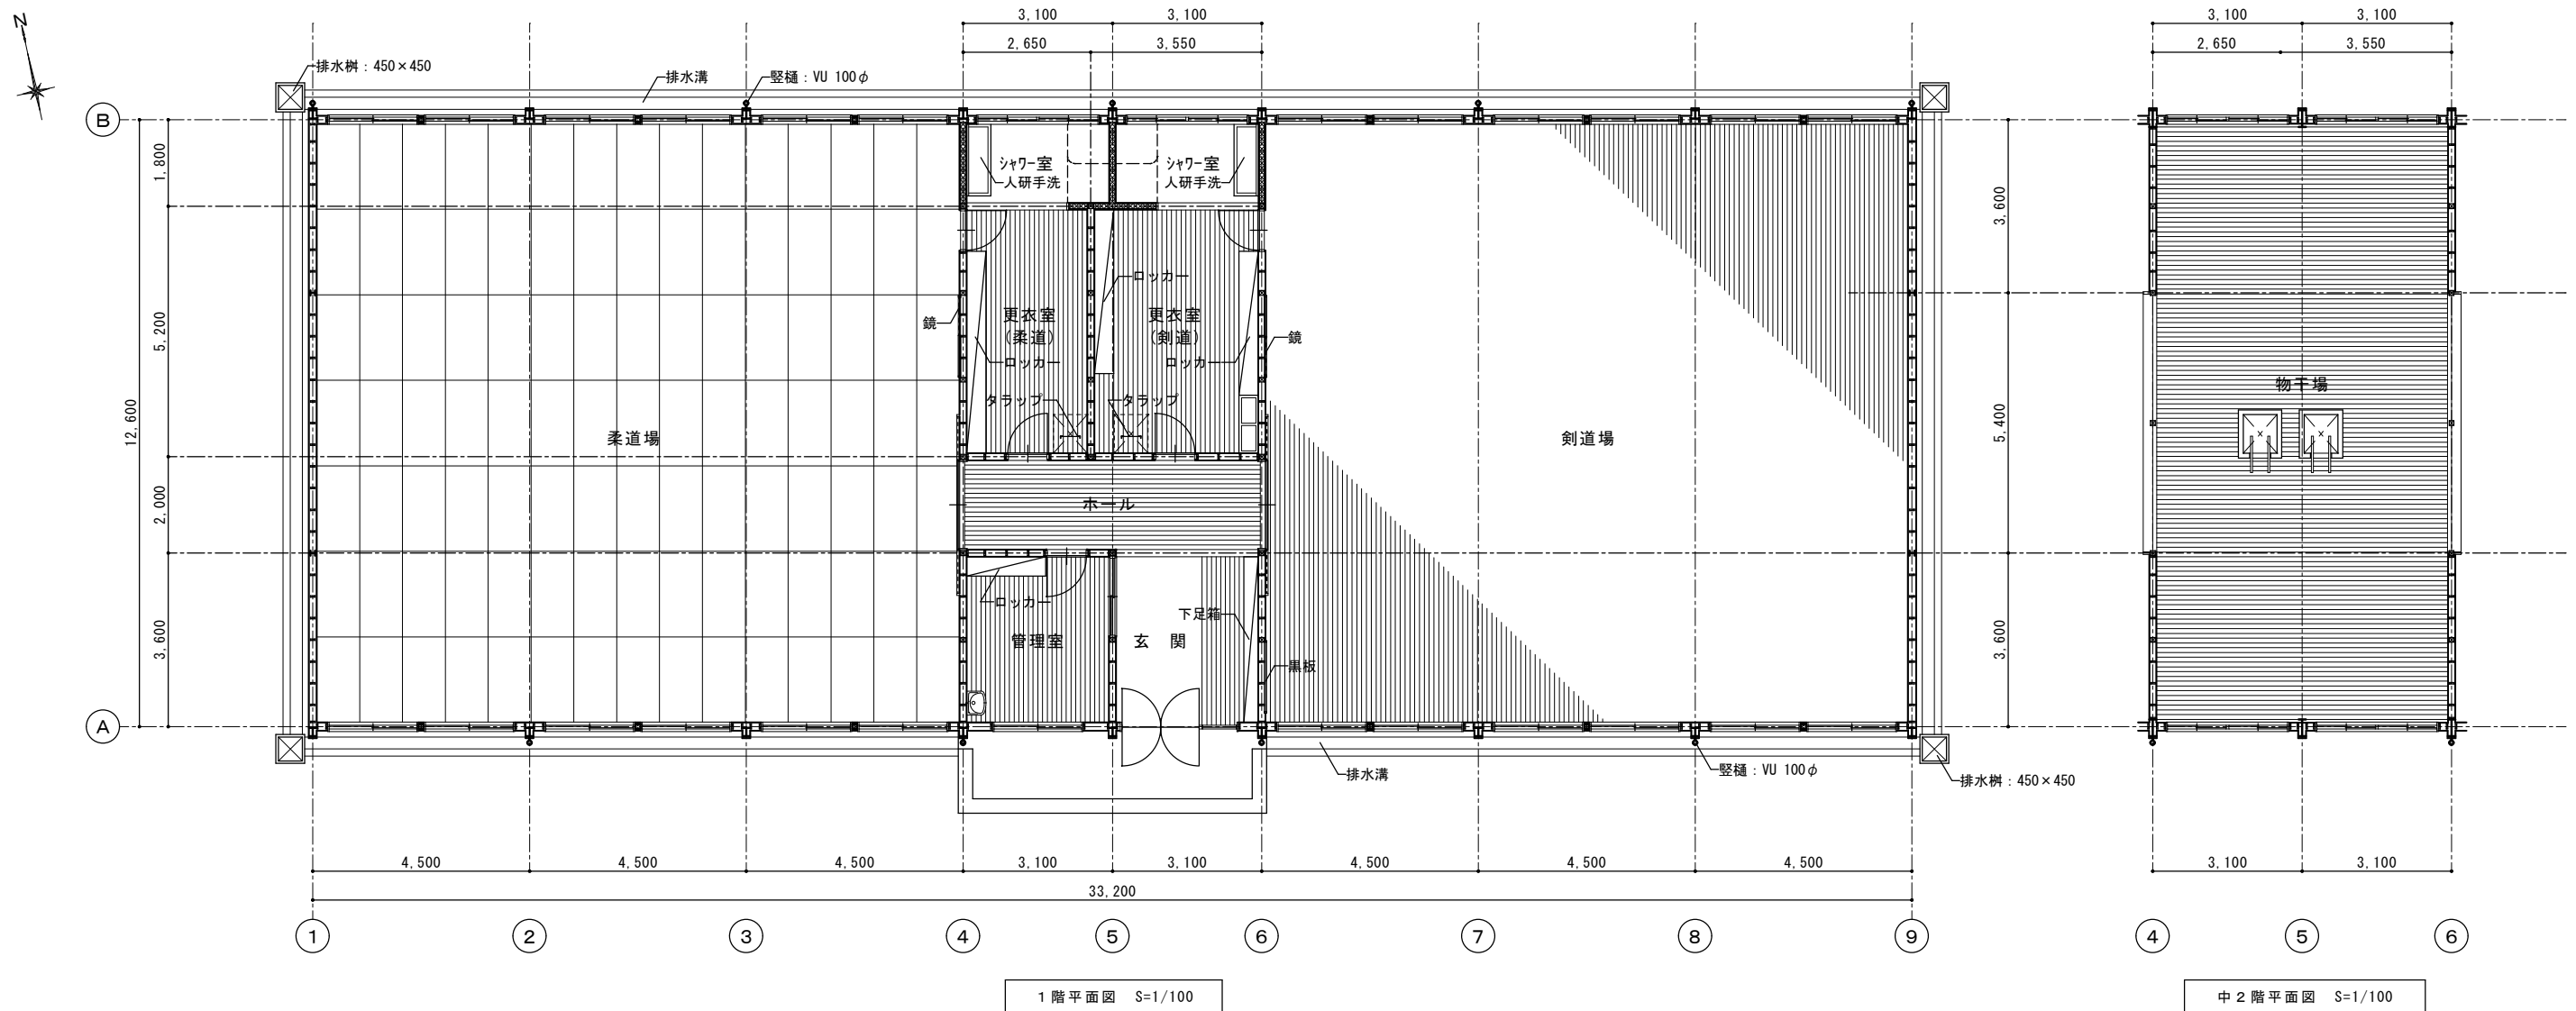 N
3,100 3,100 3,100 3,100
2,650 3,550 2,650 3,550
排水桝：450×450
排水溝
竪樋：VU 100φ
B
1,800
シャワー室 シャワー室
人研手洗 人研手洗
3,600
ロッカー
更衣室 更衣室
(柔道) (剣道)
鏡 鏡
5,200
ロッカー ロッカー
物干場
タラップ タラップ
12,600
柔道場 剣道場
5,400
2,000
ホール
ロッカー
下足箱
3,600
管理室 玄 関
3,600
黒板
A
排水溝
竪樋：VU 100φ
排水桝：450×450
4,500 4,500 4,500 3,100 3,100 4,500 4,500 4,500 3,100 3,100
33,200
1 2 3 4 5 6 7 8 9 4 5 6
1階平面図 S=1/100
中2階平面図 S=1/100